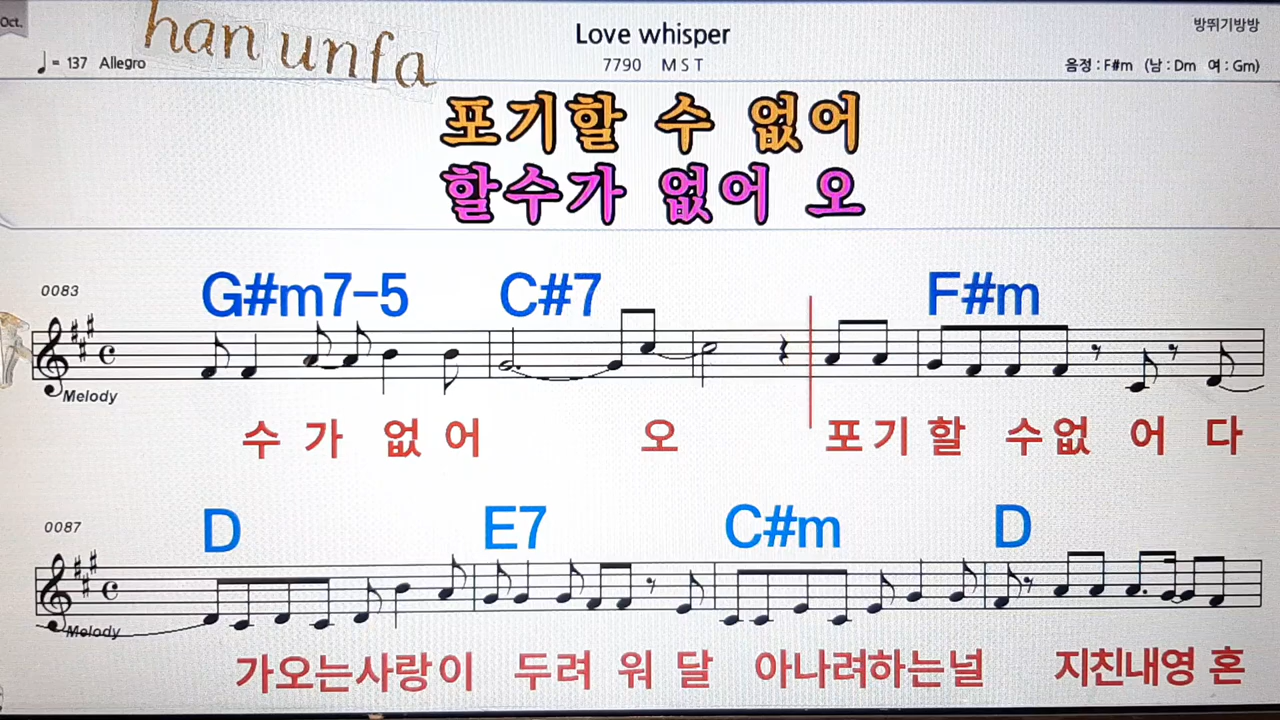 Oct.
han unfa
Love whisper
방뛰기방방
♩= 137 Allegro
7790 MST
음정 : F#m (남 : Dm 여 : Gm)
포기할 수 없어
할수가 없어 오
0083
G#m7-5 C#7 F#m
Melody
수 가 없 어 오 포 기 할 수 없 어 다
0087
D E7 C#m D
Melody
가오는사랑이 두려 워 달 아나려하는널 지친내영 혼